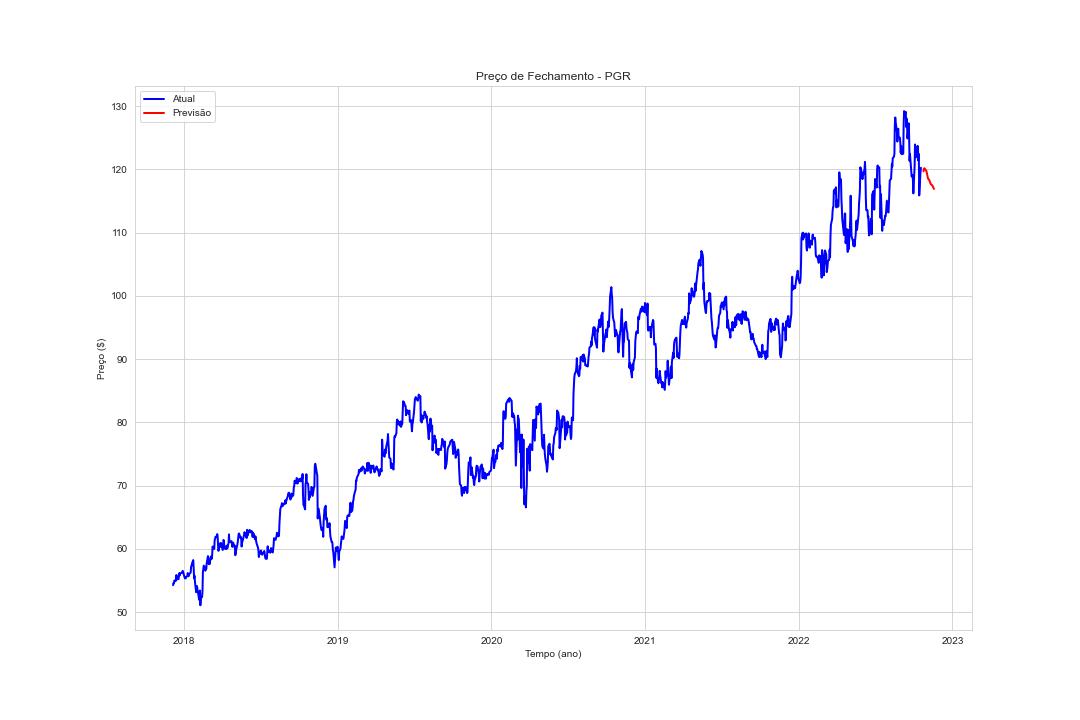 Preço de Fechamento - PGR
Atual
Previsão
130
120
110
100
90
80
70
60
50
Preço ($)
2018 2019 2020 2021 2022 2023
Tempo (ano)